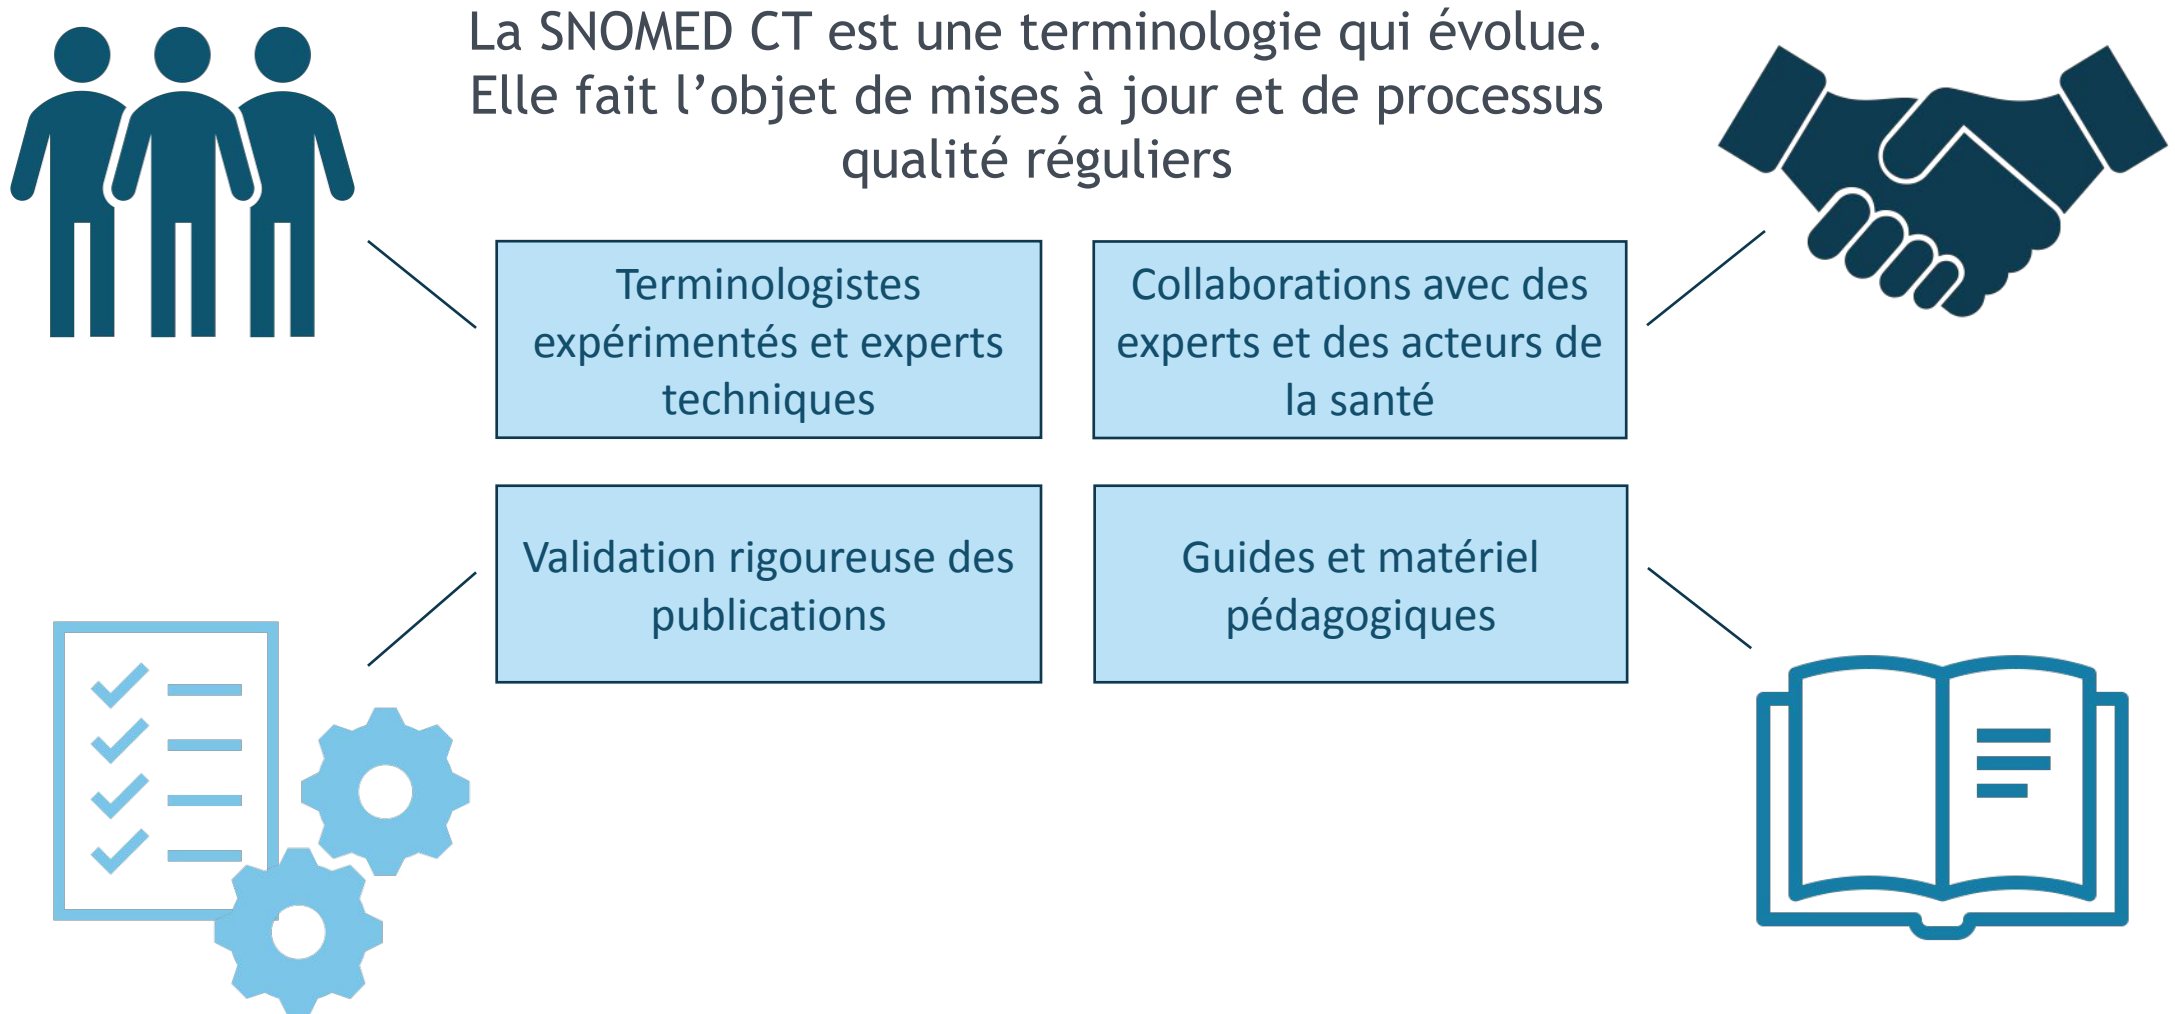 La SNOMED CT est une terminologie qui évolue.
Elle fait l’objet de mises à jour et de processus
qualité réguliers
Terminologistes
expérimentés et experts
techniques
Collaborations avec des
experts et des acteurs de
la santé
Validation rigoureuse des
publications
Guides et matériel
pédagogiques